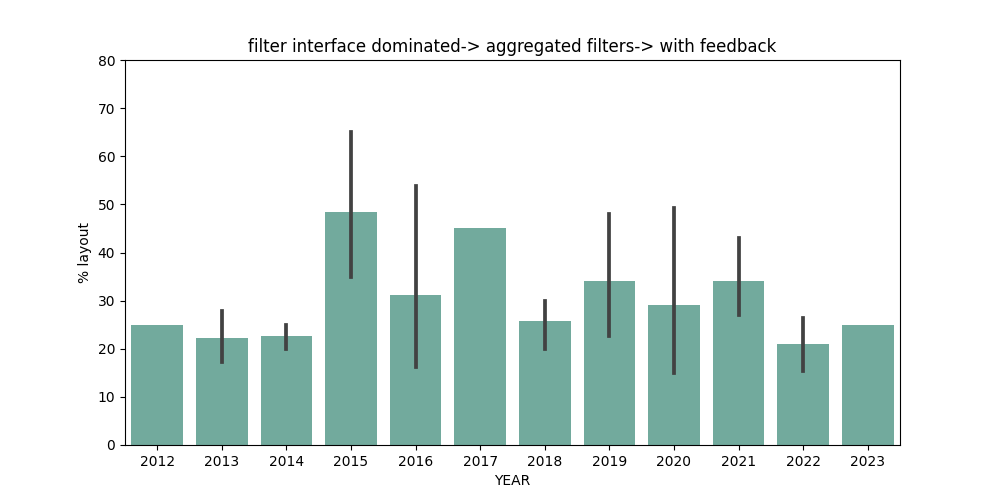 filter interface dominated-> aggregated filters-> with feedback
80
70
60
50
40
30
20
10
0
% layout
2012 2013 2014 2015 2016 2017 2018 2019 2020 2021 2022 2023
YEAR